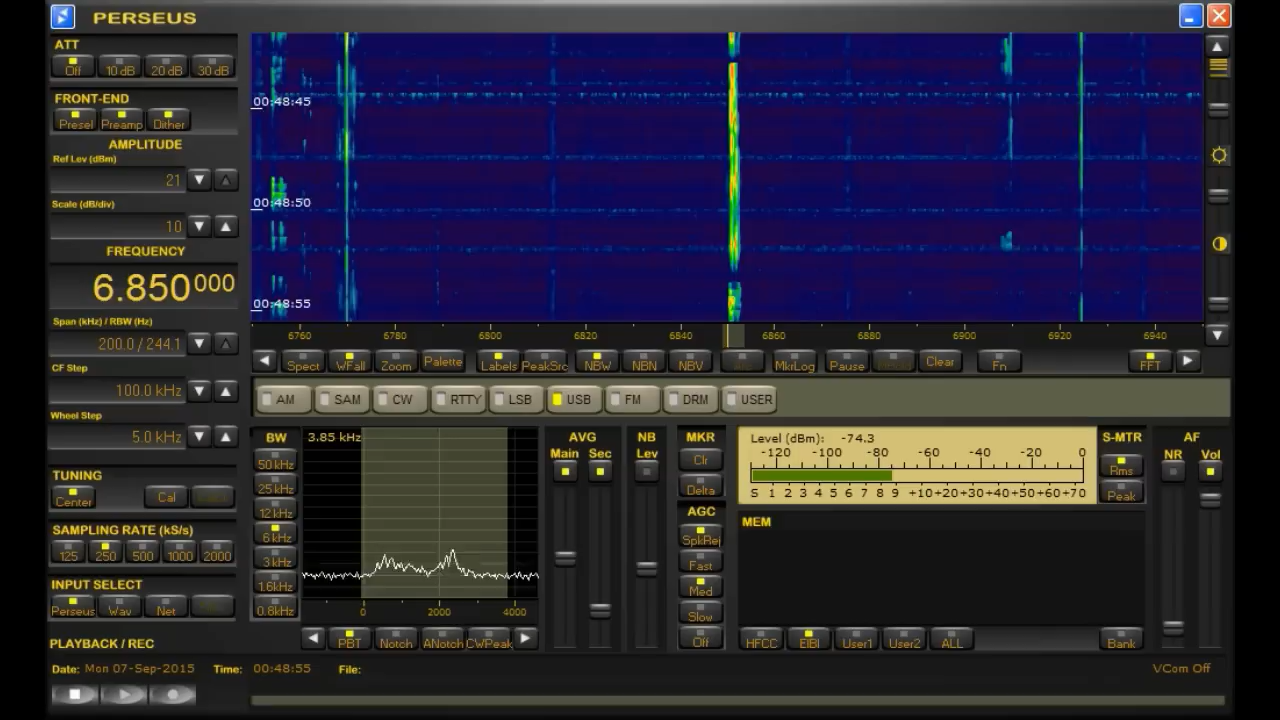 PERSEUS
ATT
Off 10 dB 20 dB 30 dB
FRONT-END
Presel Preamp Dither
AMPLITUDE
Ref Lev (dBm)
21
Scale (dB/div)
10
FREQUENCY
6.850000
Span (kHz) / RBW (Hz)
200.0 / 244.1
CF Step
100.0 kHz
Wheel Step
5.0 kHz
TUNING
Center Cal
SAMPLING RATE (kS/s)
125 250 500 1000 2000
INPUT SELECT
Perseus Wav Net
PLAYBACK / REC
Date: Mon 07-Sep-2015 Time: 00:48:55 File:
00:48:45
00:48:50
00:48:55
6760 6780 6800 6820 6840 6860 6880 6900 6920 6940
Spect WFall Zoom Palette Labels PeakSrc NBW NBN NBV MkrLog Pause Clear Fn FFT
AM SAM CW RTTY LSB USB FM DRM USER
BW
50 kHz
25 kHz
12 kHz
6 kHz
3 kHz
1.6kHz
0.8kHz
3.85 kHz
0 2000 4000
PBT Notch ANotch CWPeak
AVG
Main Sec
NB
Lev
MKR
Clr
Delta
AGC
SpkRej
Fast
Med
Slow
Off
Level (dBm): -74.3
-120 -100 -80 -60 -40 -20 0
S 1 2 3 4 5 6 7 8 9 +10+20+30+40+50+60+70
S-MTR
Rms
Peak
AF
NR Vol
MEM
HFCC EIBI User1 User2 ALL Bank
VCom Off